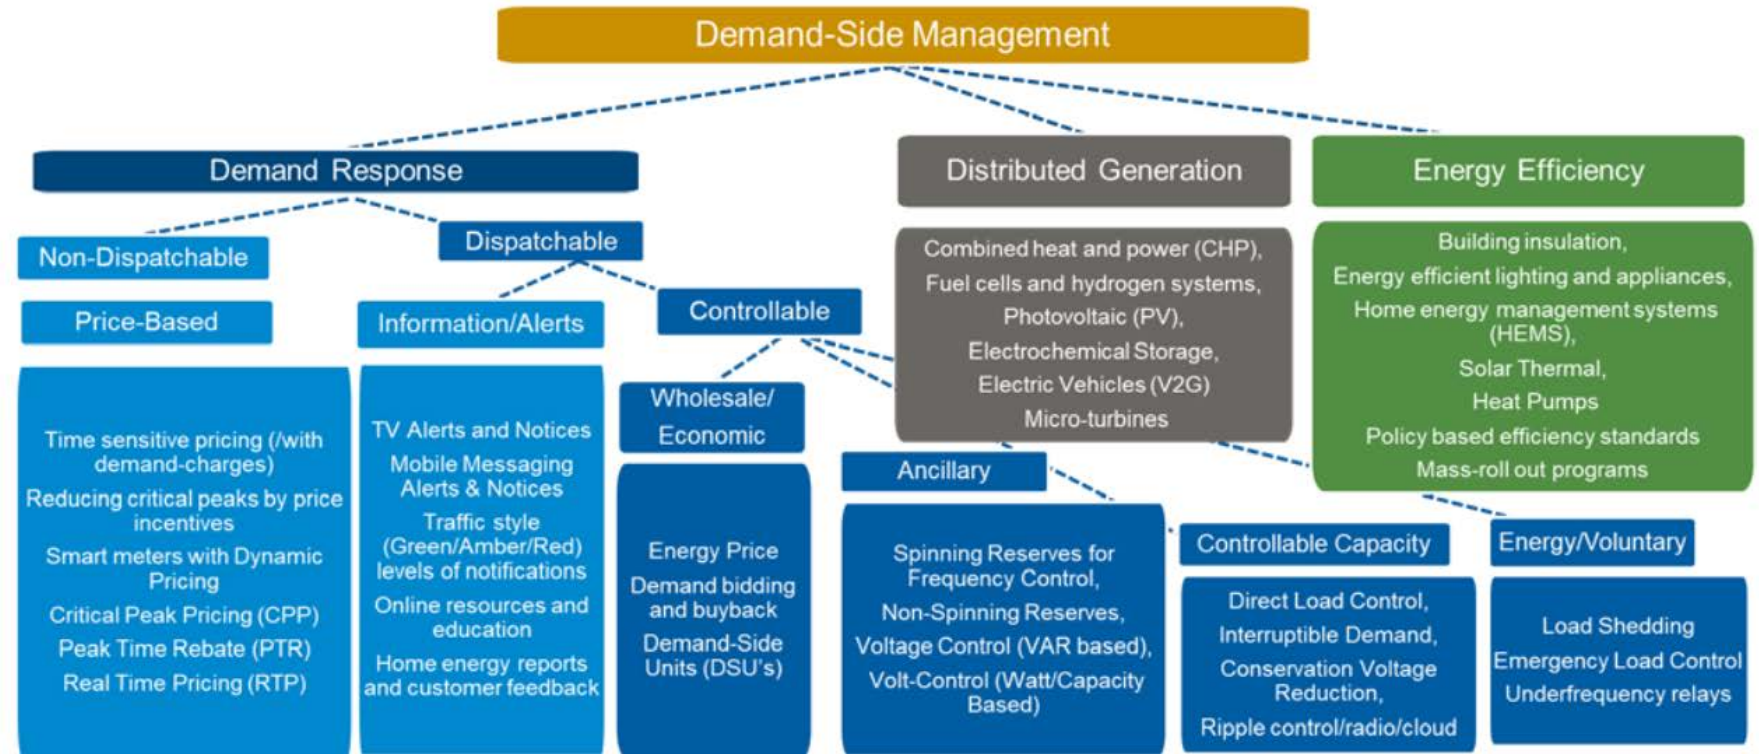 Demand-Side Management
Demand Response
Non-Dispatchable
Price-Based
Time sensitive pricing (/with
demand-charges)
Reducing critical peaks by price
incentives
Smart meters with Dynamic
Pricing
Critical Peak Pricing (CPP)
Peak Time Rebate (PTR)
Real Time Pricing (RTP)
Dispatchable
Information/Alerts
TV Alerts and Notices
Mobile Messaging
Alerts & Notices
Traffic style
(Green/Amber/Red)
levels of notifications
Online resources and
education
Home energy reports
and customer feedback
Controllable
Wholesale/
Economic
Energy Price
Demand bidding
and buyback
Demand-Side
Units (DSU's)
Ancillary
Spinning Reserves for
Frequency Control,
Non-Spinning Reserves,
Voltage Control (VAR based),
Volt-Control (Watt/Capacity
Based)
Controllable Capacity
Direct Load Control,
Interruptible Demand,
Conservation Voltage
Reduction,
Ripple control/radio/cloud
Energy/Voluntary
Load Shedding
Emergency Load Control
Underfrequency relays
Distributed Generation
Combined heat and power (CHP),
Fuel cells and hydrogen systems,
Photovoltaic (PV),
Electrochemical Storage,
Electric Vehicles (V2G)
Micro-turbines
Energy Efficiency
Building insulation,
Energy efficient lighting and appliances,
Home energy management systems
(HEMS),
Solar Thermal,
Heat Pumps
Policy based efficiency standards
Mass-roll out programs